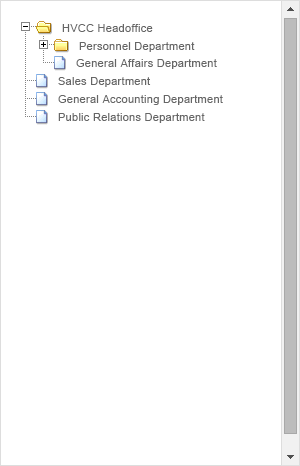 HVCC Headoffice
Personnel Department
General Affairs Department
Sales Department
General Accounting Department
Public Relations Department